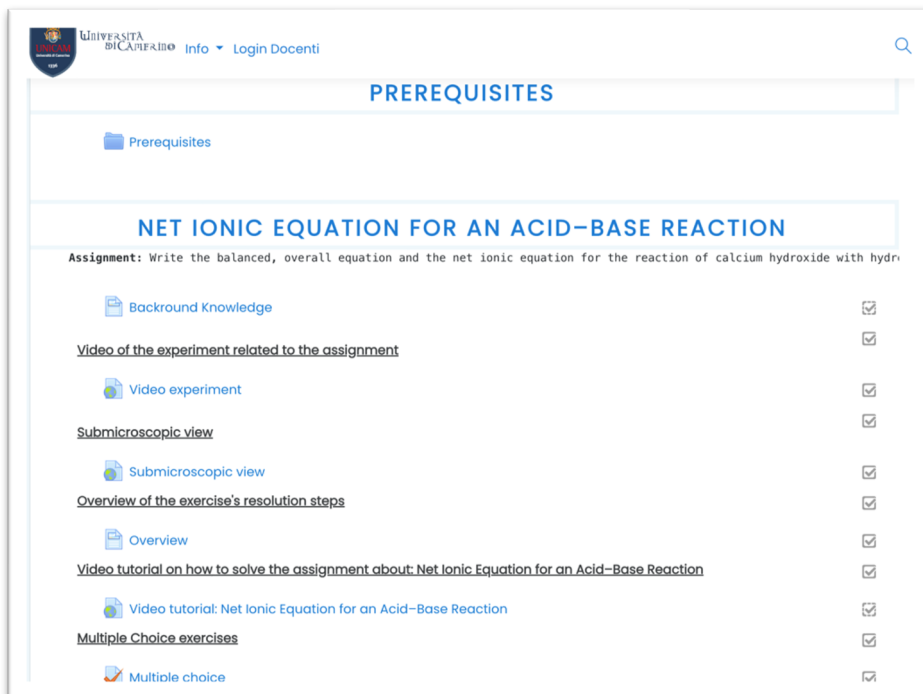 UNIVERSITÀ
DI CAMERINO
UNICAM
Info
Login Docenti
PREREQUISITES
Prerequisites
NET IONIC EQUATION FOR AN ACID–BASE REACTION
Assignment: Write the balanced, overall equation and the net ionic equation for the reaction of calcium hydroxide with
Backround Knowledge
Video of the experiment related to the assignment
Video experiment
Submicroscopic view
Submicroscopic view
Overview of the exercise's resolution steps
Overview
Video tutorial on how to solve the assignment about: Net Ionic Equation for an Acid–Base Reaction
Video tutorial: Net Ionic Equation for an Acid–Base Reaction
Multiple Choice exercises
Multiple choice